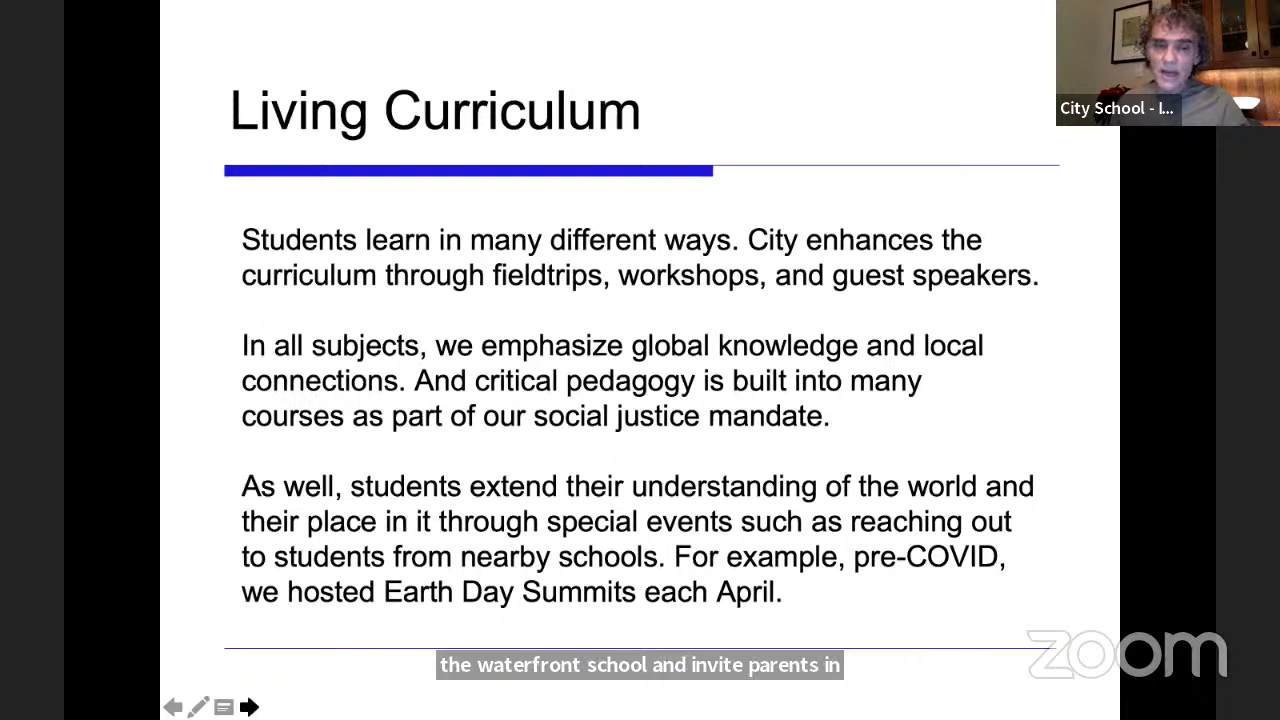 City School - I...
Living Curriculum
Students learn in many different ways. City enhances the
curriculum through fieldtrips, workshops, and guest speakers.
In all subjects, we emphasize global knowledge and local
connections. And critical pedagogy is built into many
courses as part of our social justice mandate.
As well, students extend their understanding of the world and
their place in it through special events such as reaching out
to students from nearby schools. For example, pre-COVID,
we hosted Earth Day Summits each April.
the waterfront school and invite parents in
zoom